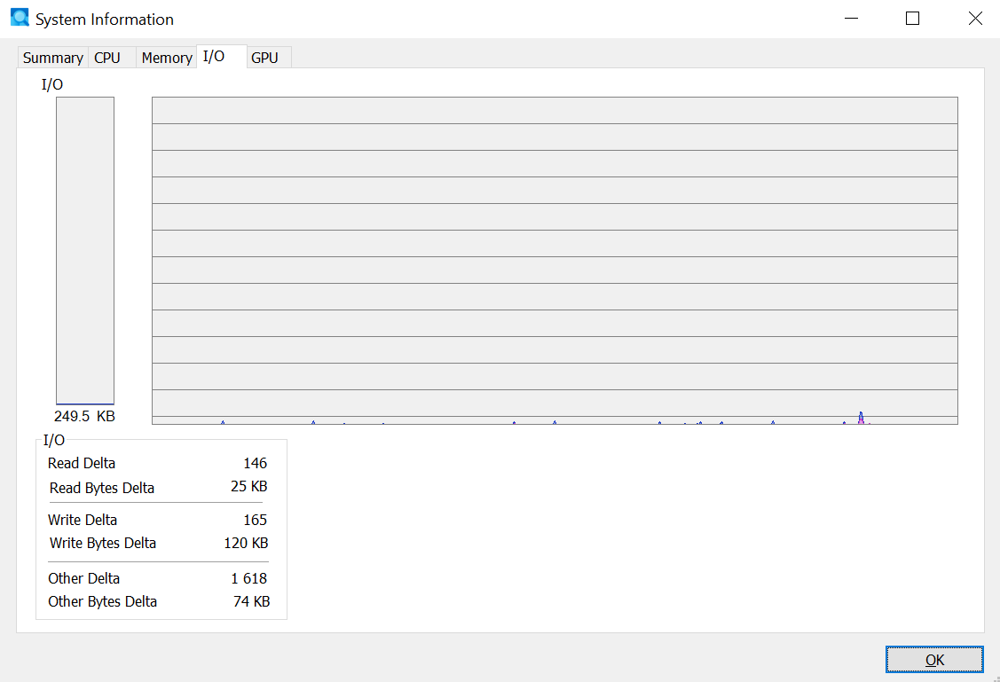 System Information
Summary CPU Memory I/O GPU
I/O
249.5 KB
I/O
Read Delta 146
Read Bytes Delta 25 KB
Write Delta 165
Write Bytes Delta 120 KB
Other Delta 1 618
Other Bytes Delta 74 KB
OK